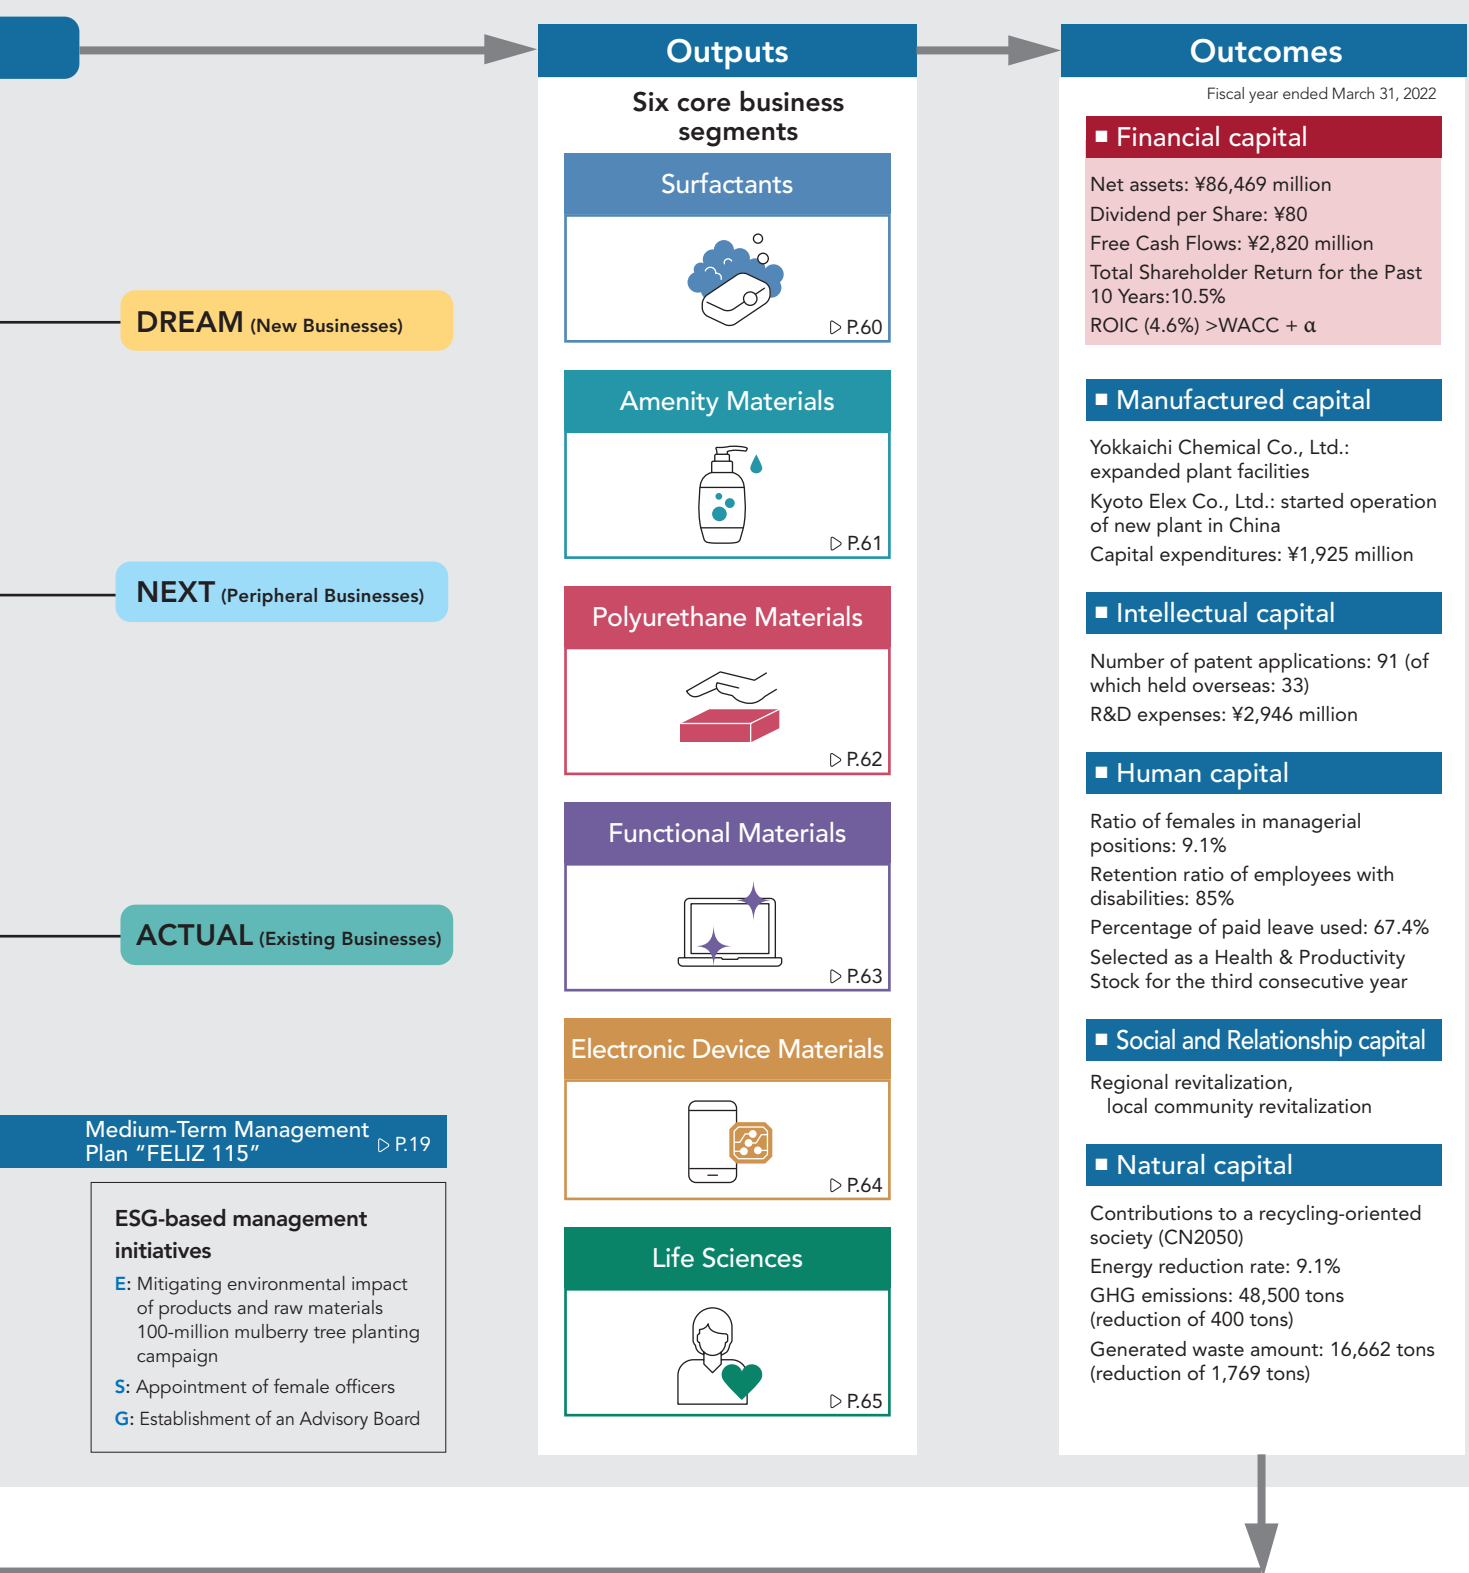 DREAM (New Businesses)
NEXT (Peripheral Businesses)
ACTUAL (Existing Businesses)
Medium-Term Management
Plan “FELIZ 115”
▷ P.19
ESG-based management
initiatives
E: Mitigating environmental impact
of products and raw materials
100-million mulberry tree planting
campaign
S: Appointment of female officers
G: Establishment of an Advisory Board
Outputs
Six core business
segments
Surfactants
▷ P.60
Amenity Materials
▷ P.61
Polyurethane Materials
▷ P.62
Functional Materials
▷ P.63
Electronic Device Materials
▷ P.64
Life Sciences
▷ P.65
Outcomes
Fiscal year ended March 31, 2022
■ Financial capital
Net assets: ¥86,469 million
Dividend per Share: ¥80
Free Cash Flows: ¥2,820 million
Total Shareholder Return for the Past
10 Years:10.5%
ROIC (4.6%) >WACC + α
■ Manufactured capital
Yokkaichi Chemical Co., Ltd.:
expanded plant facilities
Kyoto Elex Co., Ltd.: started operation
of new plant in China
Capital expenditures: ¥1,925 million
■ Intellectual capital
Number of patent applications: 91 (of
which held overseas: 33)
R&D expenses: ¥2,946 million
■ Human capital
Ratio of females in managerial
positions: 9.1%
Retention ratio of employees with
disabilities: 85%
Percentage of paid leave used: 67.4%
Selected as a Health & Productivity
Stock for the third consecutive year
■ Social and Relationship capital
Regional revitalization,
local community revitalization
■ Natural capital
Contributions to a recycling-oriented
society (CN2050)
Energy reduction rate: 9.1%
GHG emissions: 48,500 tons
(reduction of 400 tons)
Generated waste amount: 16,662 tons
(reduction of 1,769 tons)